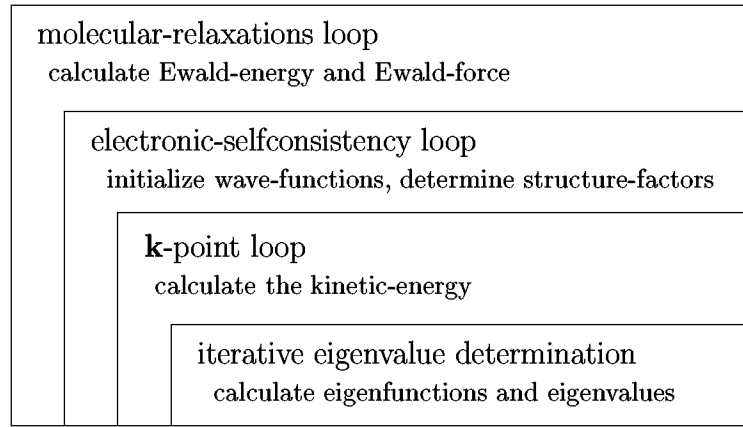 molecular-relaxations loop
calculate Ewald-energy and Ewald-force
electronic-selfconsistency loop
initialize wave-functions, determine structure-factors
k-point loop
calculate the kinetic-energy
iterative eigenvalue determination
calculate eigenfunctions and eigenvalues